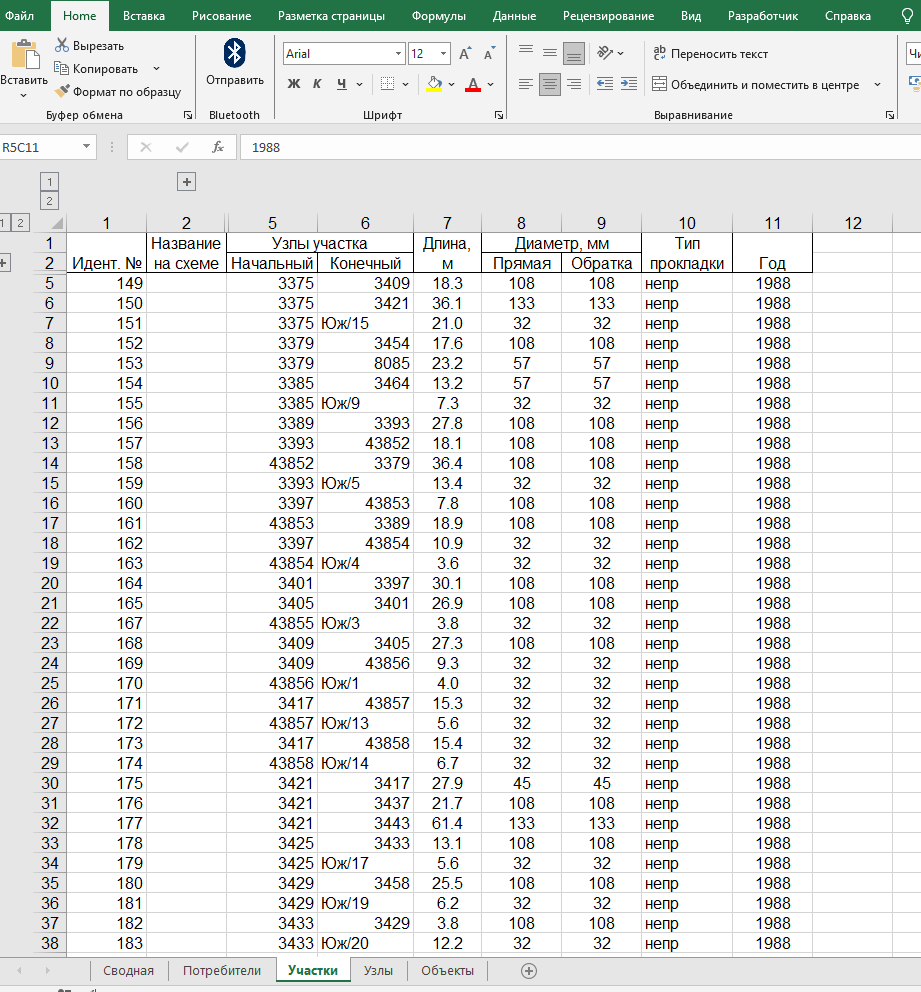 Файл Home Вставка Рисование Разметка страницы Формулы Данные Рецензирование Вид Разработчик Справка
Вставить Вырезать
Копировать
Формат по образцу
Буфер обмена
Отправить
Bluetooth
Arial 12 A A
Ж К Ч A
Шрифт
ab Переносить текст
Объединить и поместить в центре
Выравнивание
R5C11 fx 1988
1
2
1 2
1 2 5 6 7 8 9 10 11 12
1 Название Узлы участка Длина, Диаметр, мм Тип
2 Идент. № на схеме Начальный Конечный м Прямая Обратка прокладки Год
5 149 3375 3409 18.3 108 108 непр 1988
6 150 3375 3421 36.1 133 133 непр 1988
7 151 3375 Юж/15 21.0 32 32 непр 1988
8 152 3379 3454 17.6 108 108 непр 1988
9 153 3379 8085 23.2 57 57 непр 1988
10 154 3385 3464 13.2 57 57 непр 1988
11 155 3385 Юж/9 7.3 32 32 непр 1988
12 156 3389 3393 27.8 108 108 непр 1988
13 157 3393 43852 18.1 108 108 непр 1988
14 158 43852 3379 36.4 108 108 непр 1988
15 159 3393 Юж/5 13.4 32 32 непр 1988
16 160 3397 43853 7.8 108 108 непр 1988
17 161 43853 3389 18.9 108 108 непр 1988
18 162 3397 43854 10.9 32 32 непр 1988
19 163 43854 Юж/4 3.6 32 32 непр 1988
20 164 3401 3397 30.1 108 108 непр 1988
21 165 3405 3401 26.9 108 108 непр 1988
22 167 43855 Юж/3 3.8 32 32 непр 1988
23 168 3409 3405 27.3 108 108 непр 1988
24 169 3409 43856 9.3 32 32 непр 1988
25 170 43856 Юж/1 4.0 32 32 непр 1988
26 171 3417 43857 15.3 32 32 непр 1988
27 172 43857 Юж/13 5.6 32 32 непр 1988
28 173 3417 43858 15.4 32 32 непр 1988
29 174 43858 Юж/14 6.7 32 32 непр 1988
30 175 3421 3417 27.9 45 45 непр 1988
31 176 3421 3437 21.7 108 108 непр 1988
32 177 3421 3443 61.4 133 133 непр 1988
33 178 3425 3433 13.1 108 108 непр 1988
34 179 3425 Юж/17 5.6 32 32 непр 1988
35 180 3429 3458 25.5 108 108 непр 1988
36 181 3429 Юж/19 6.2 32 32 непр 1988
37 182 3433 3429 3.8 108 108 непр 1988
38 183 3433 Юж/20 12.2 32 32 непр 1988
Сводная Потребители Участки Узлы Объекты